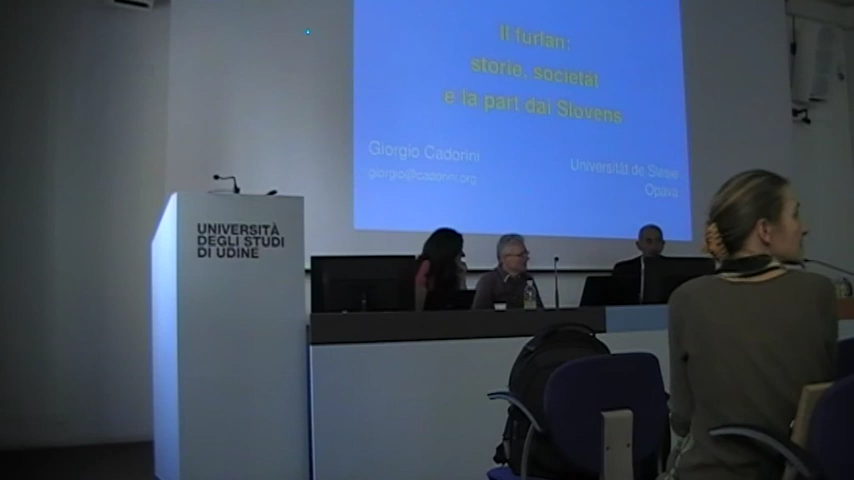 Il furlan:
storie, societât
e la part dai Slovens
Giorgio Cadorini
giorgio@cadorini.org
Universitât de Slesie
Opava
UNIVERSITÀ
DEGLI STUDI
DI UDINE